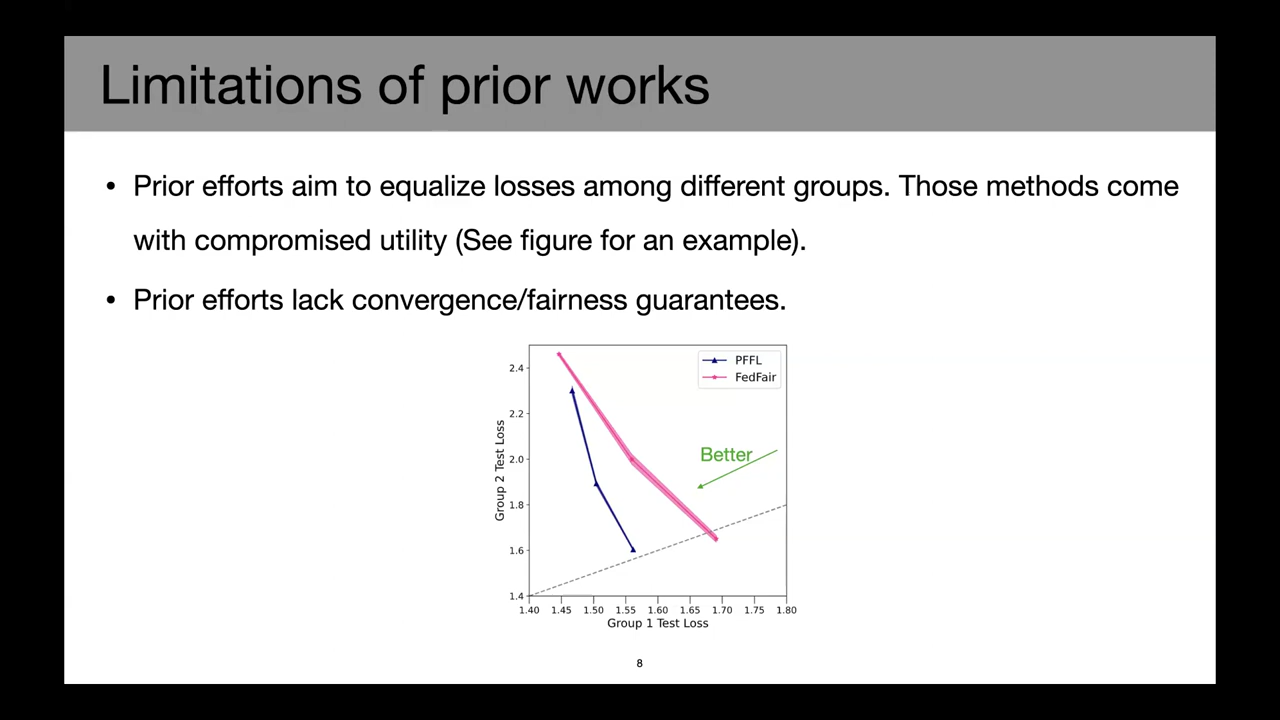 Limitations of prior works
• Prior efforts aim to equalize losses among different groups. Those methods come
with compromised utility (See figure for an example).
• Prior efforts lack convergence/fairness guarantees.
PFFL
FedFair
Better
Group 2 Test Loss
2.4
2.2
2.0
1.8
1.6
1.4
1.40 1.45 1.50 1.55 1.60 1.65 1.70 1.75 1.80
Group 1 Test Loss
8